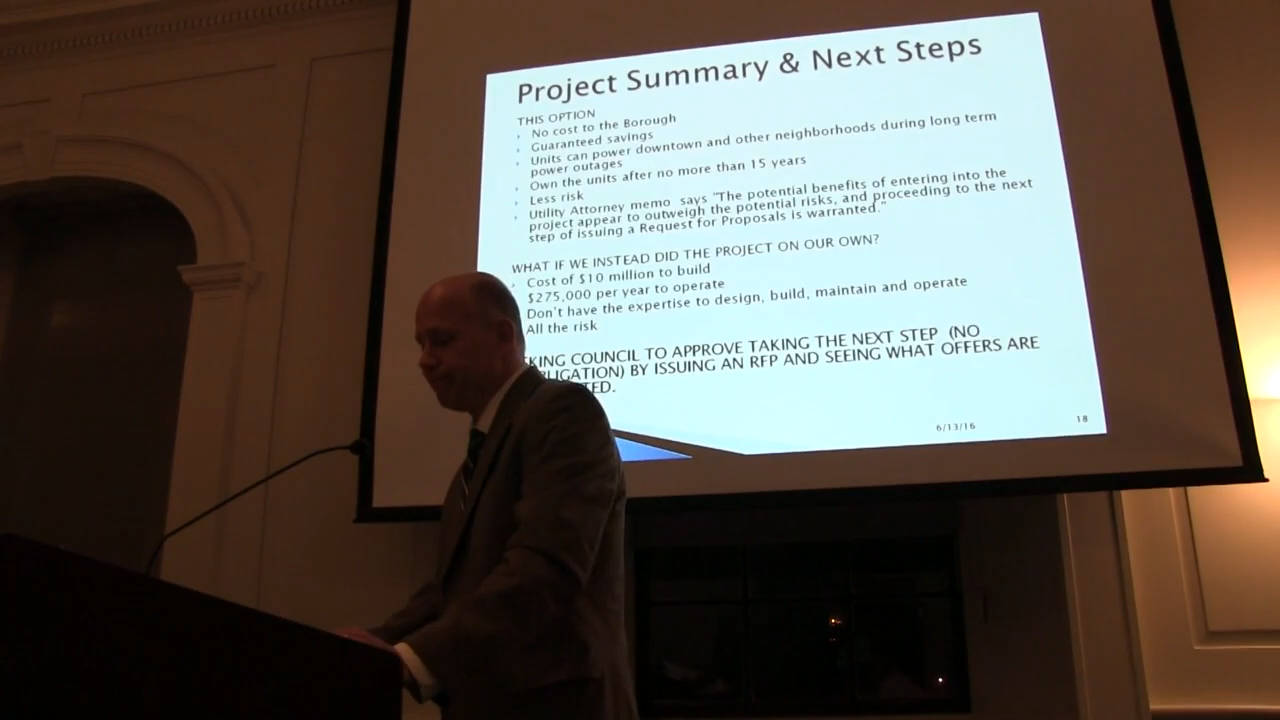 Project Summary & Next Steps
THIS OPTION
No cost to the Borough
Guaranteed savings
Units can power downtown and other neighborhoods during long term
power outages
Own the units after no more than 15 years
Less risk
Utility Attorney memo says "The potential benefits of entering into the
project appear to outweigh the potential risks, and proceeding to the next
step of issuing a Request for Proposals is warranted."
WHAT IF WE INSTEAD DID THE PROJECT ON OUR OWN?
Cost of $10 million to build
$275,000 per year to operate
Don't have the expertise to design, build, maintain and operate
All the risk
COUNCIL TO APPROVE TAKING THE NEXT STEP (NO
BY ISSUING AN RFP AND SEEING WHAT OFFERS ARE
6/13/16
18